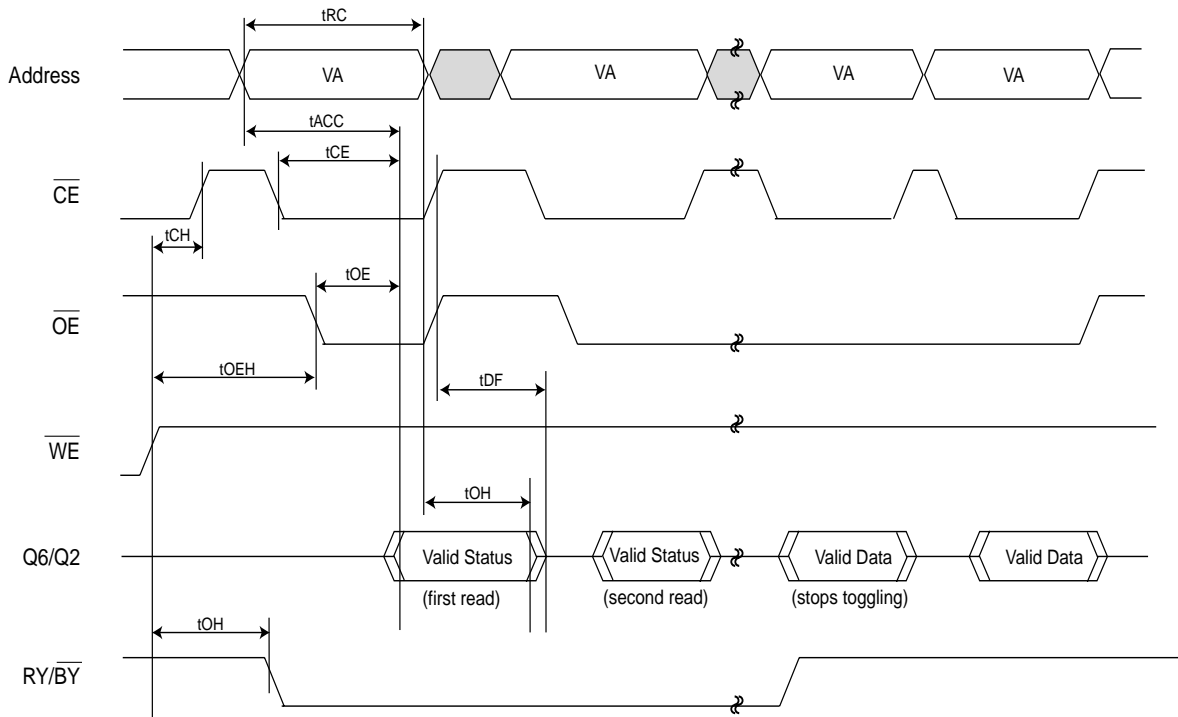 tRC
Address VA VA VA VA
tACC
tCE
CE
tCH
tOE
OE
tOEH
tDF
WE
tOH
Q6/Q2 Valid Status Valid Status Valid Data Valid Data
(first read) (second read) (stops toggling)
tOH
RY/BY